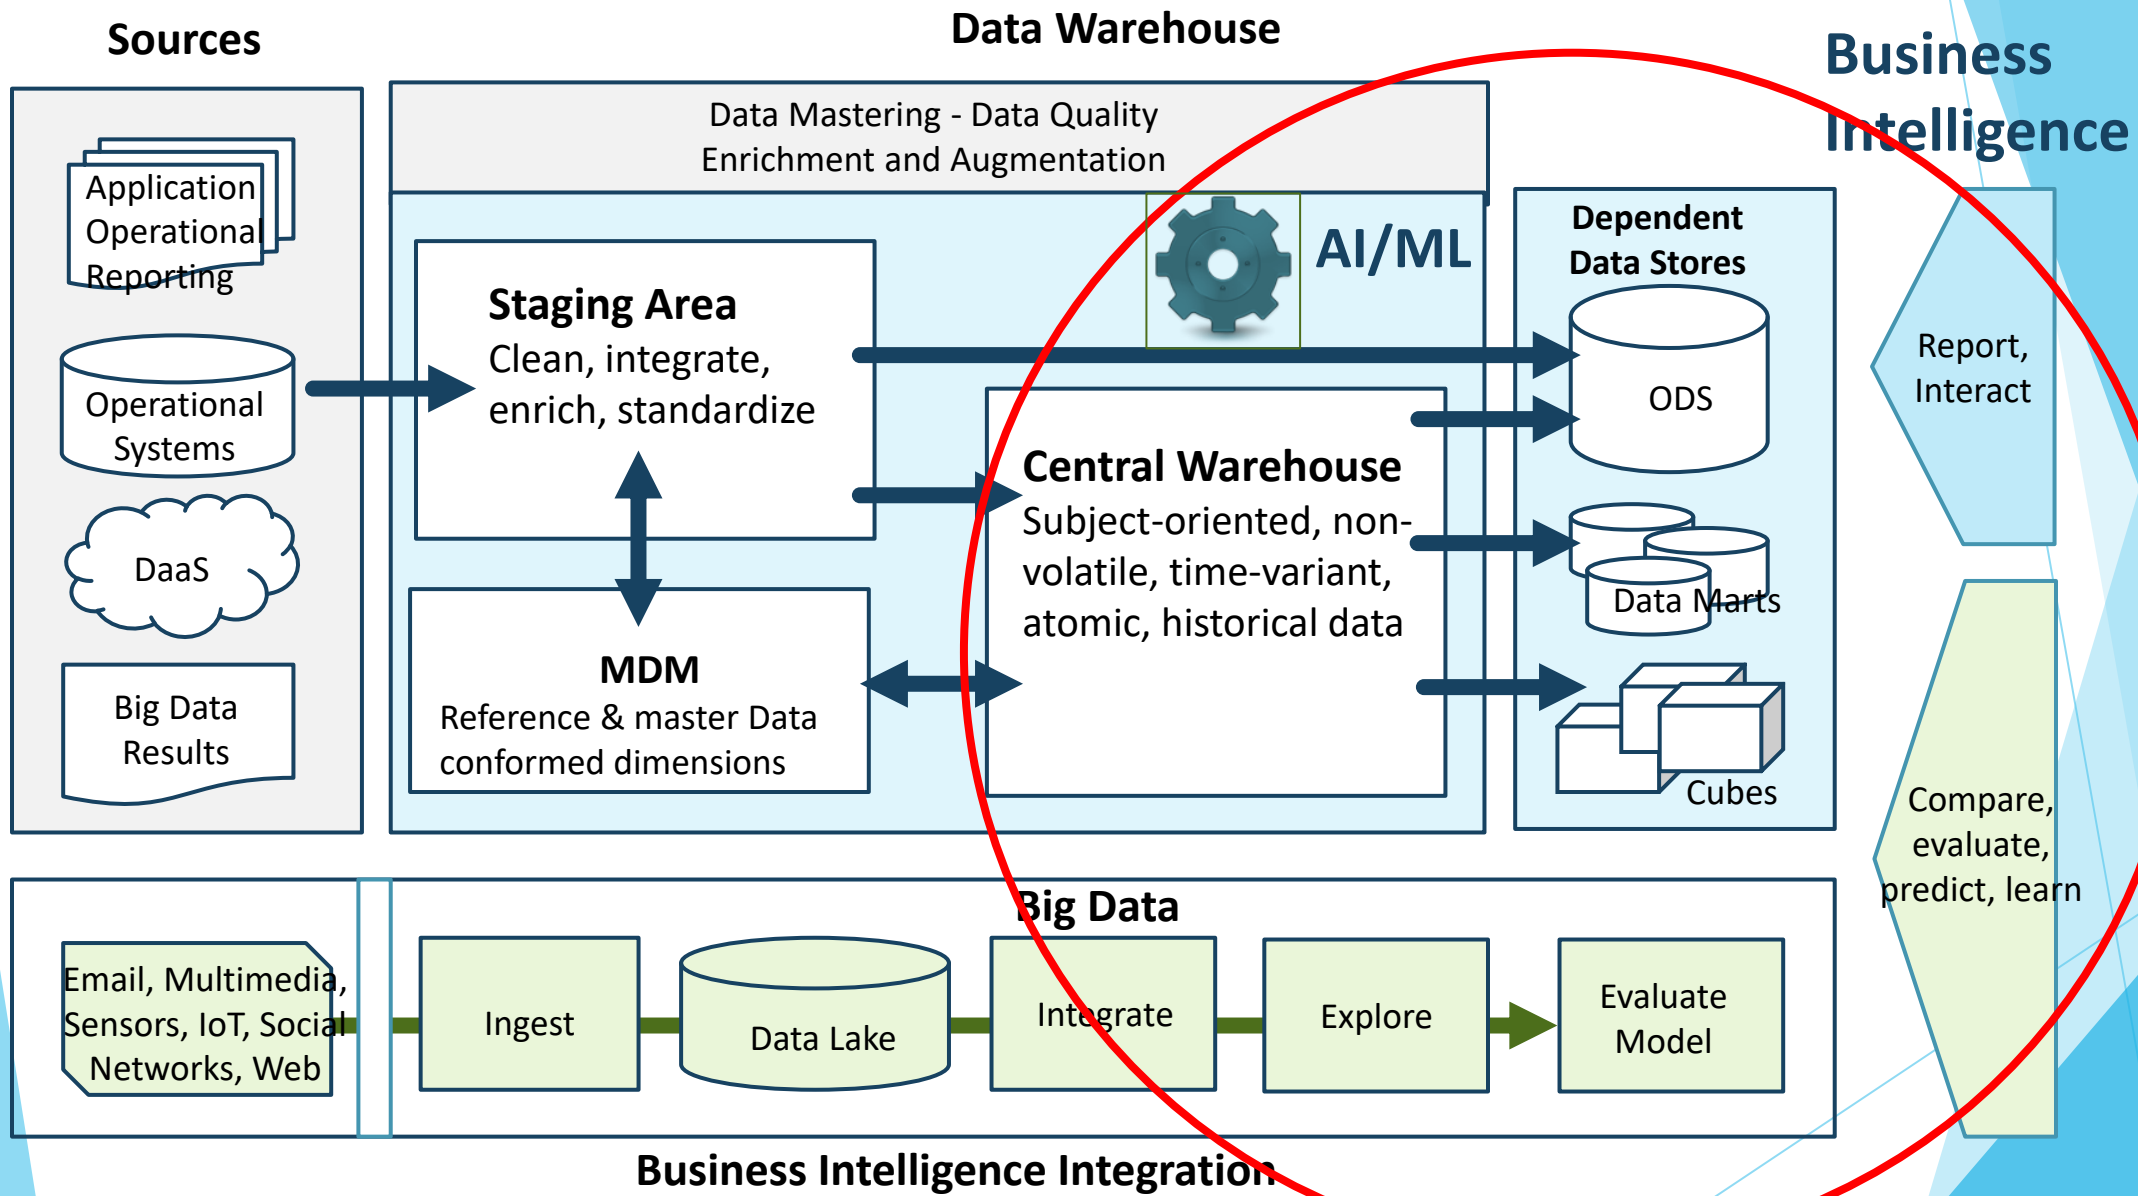 Sources
Data Warehouse
Business
Intelligence
Data Mastering - Data Quality
Enrichment and Augmentation
Application
Operational
Reporting
Operational
Systems
DaaS
Big Data
Results
Staging Area
Clean, integrate,
enrich, standardize
MDM
Reference & master Data
conformed dimensions
AI/ML
Central Warehouse
Subject-oriented, non-
volatile, time-variant,
atomic, historical data
Dependent
Data Stores
ODS
Data Marts
Cubes
Report,
Interact
Compare,
evaluate,
predict, learn
Big Data
Email, Multimedia,
Sensors, IoT, Social
Networks, Web
Ingest
Data Lake
Integrate
Explore
Evaluate
Model
Business Intelligence Integration